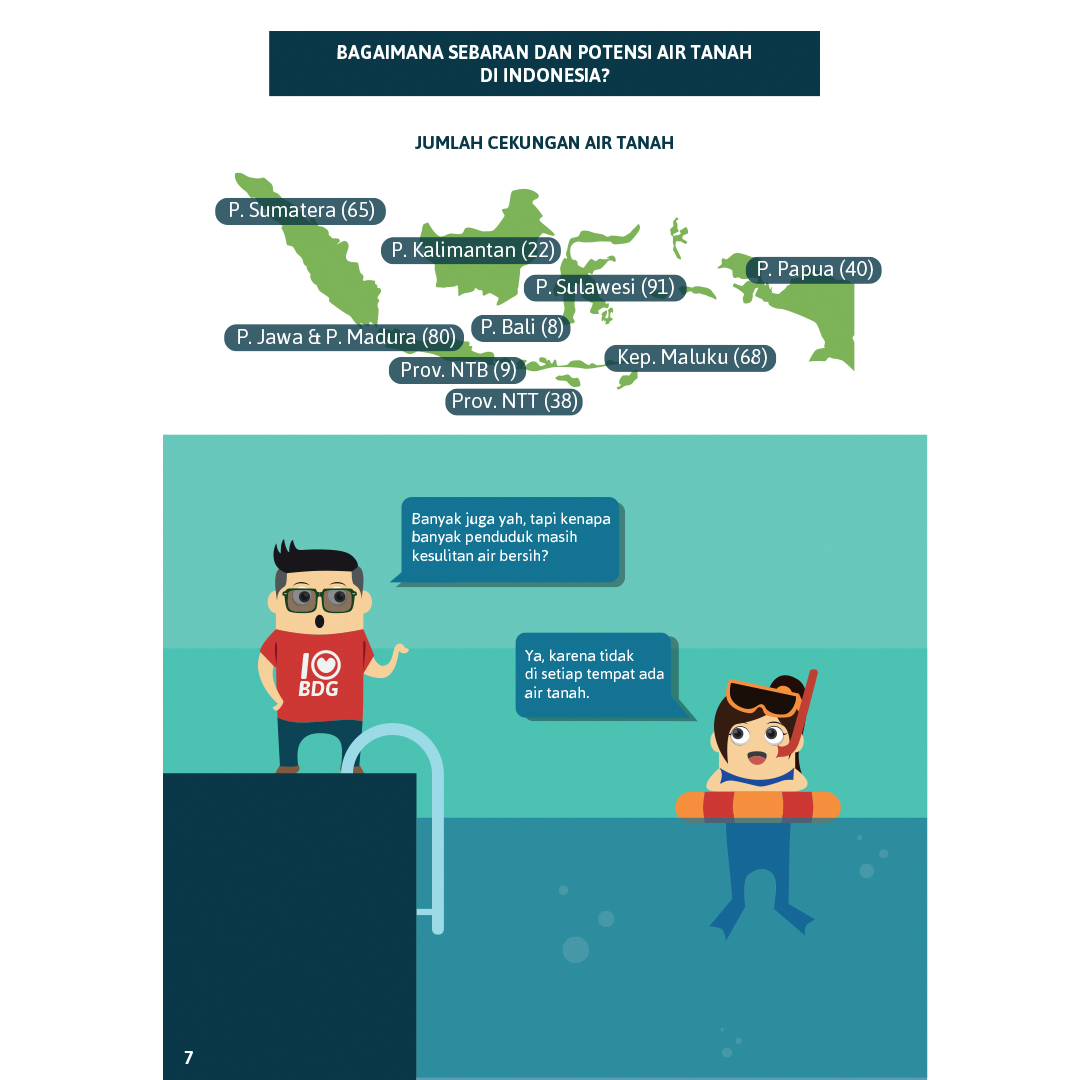 BAGAIMANA SEBARAN DAN POTENSI AIR TANAH
DI INDONESIA?
JUMLAH CEKUNGAN AIR TANAH
P. Sumatera (65)
P. Kalimantan (22)
P. Papua (40)
P. Sulawesi (91)
P. Bali (8)
P. Jawa & P. Madura (80)
Kep. Maluku (68)
Prov. NTB (9)
Prov. NTT (38)
Banyak juga yah, tapi kenapa
banyak penduduk masih
kesulitan air bersih?
Ya, karena tidak
di setiap tempat ada
air tanah.
I
BDG
7